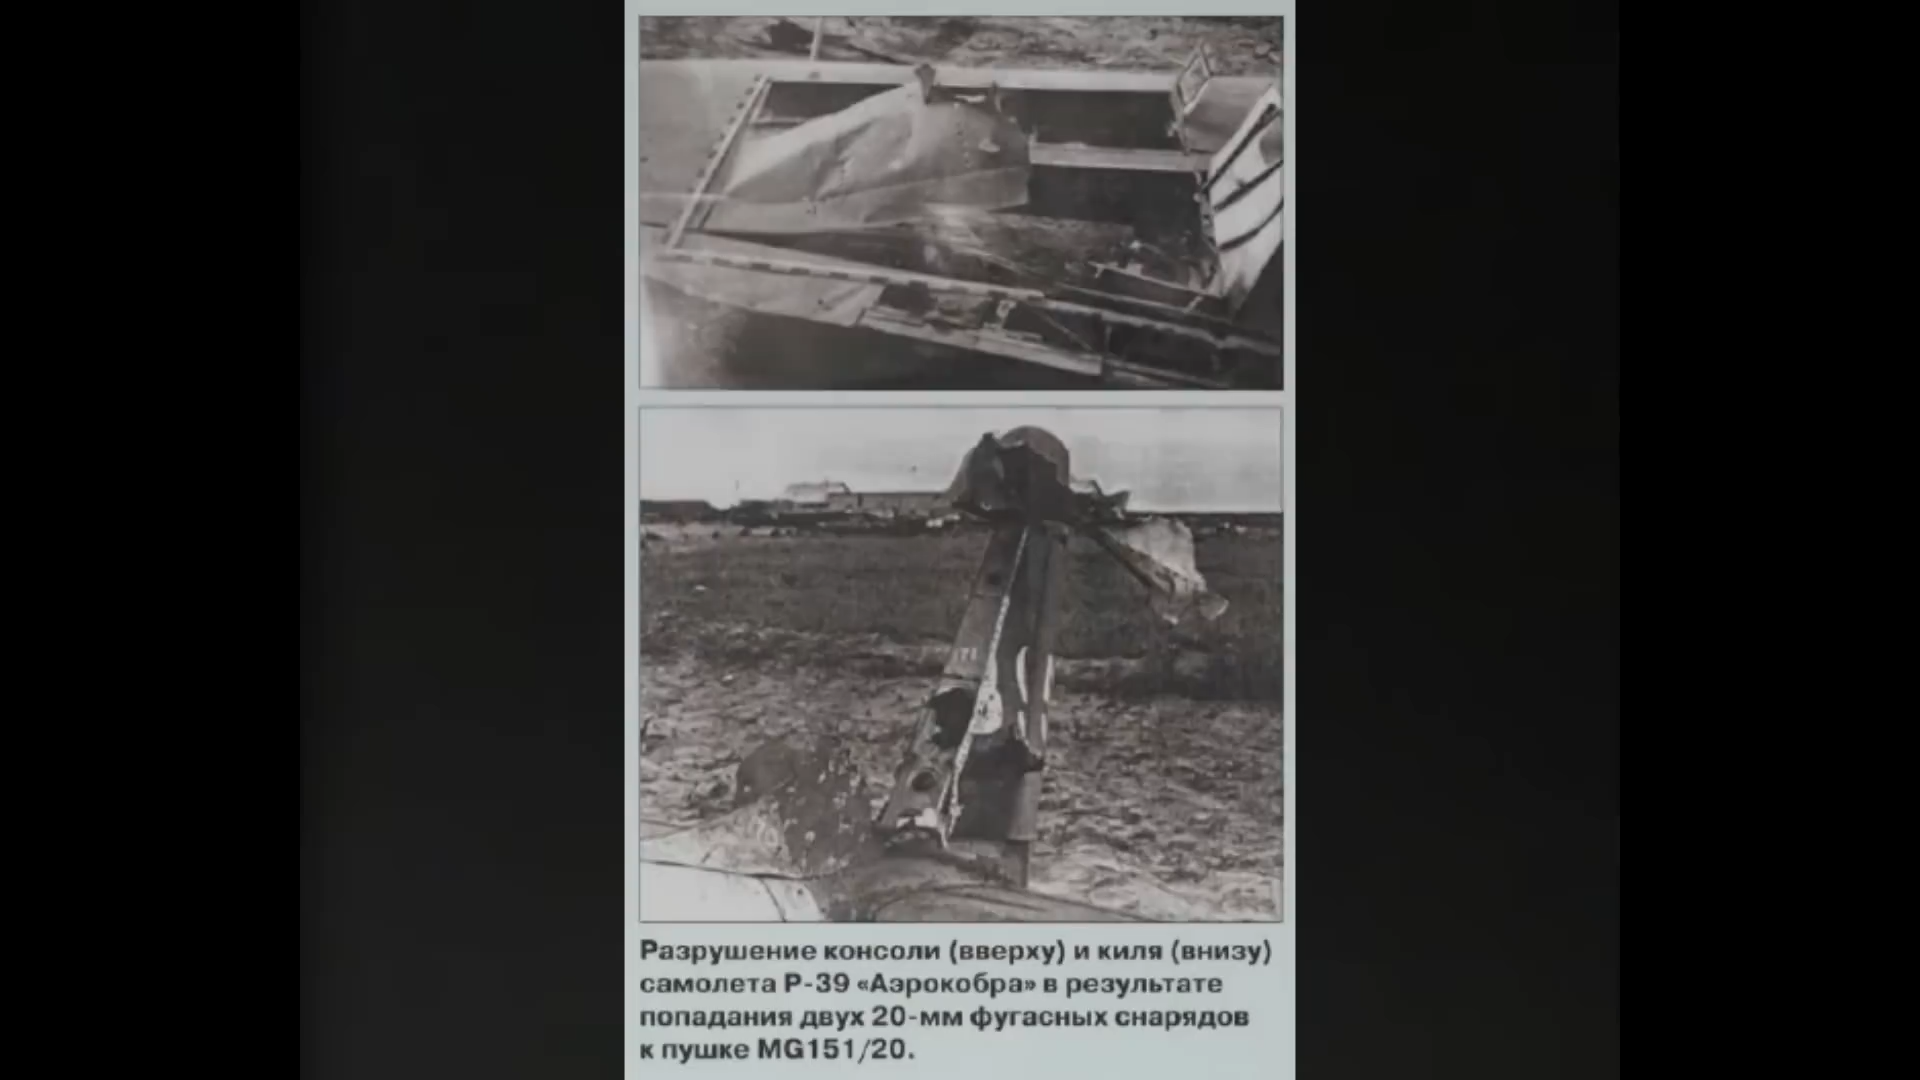 Разрушение консоли (вверху) и киля (внизу)
самолета Р-39 «Аэрокобра» в результате
попадания двух 20-мм фугасных снарядов
к пушке MG151/20.